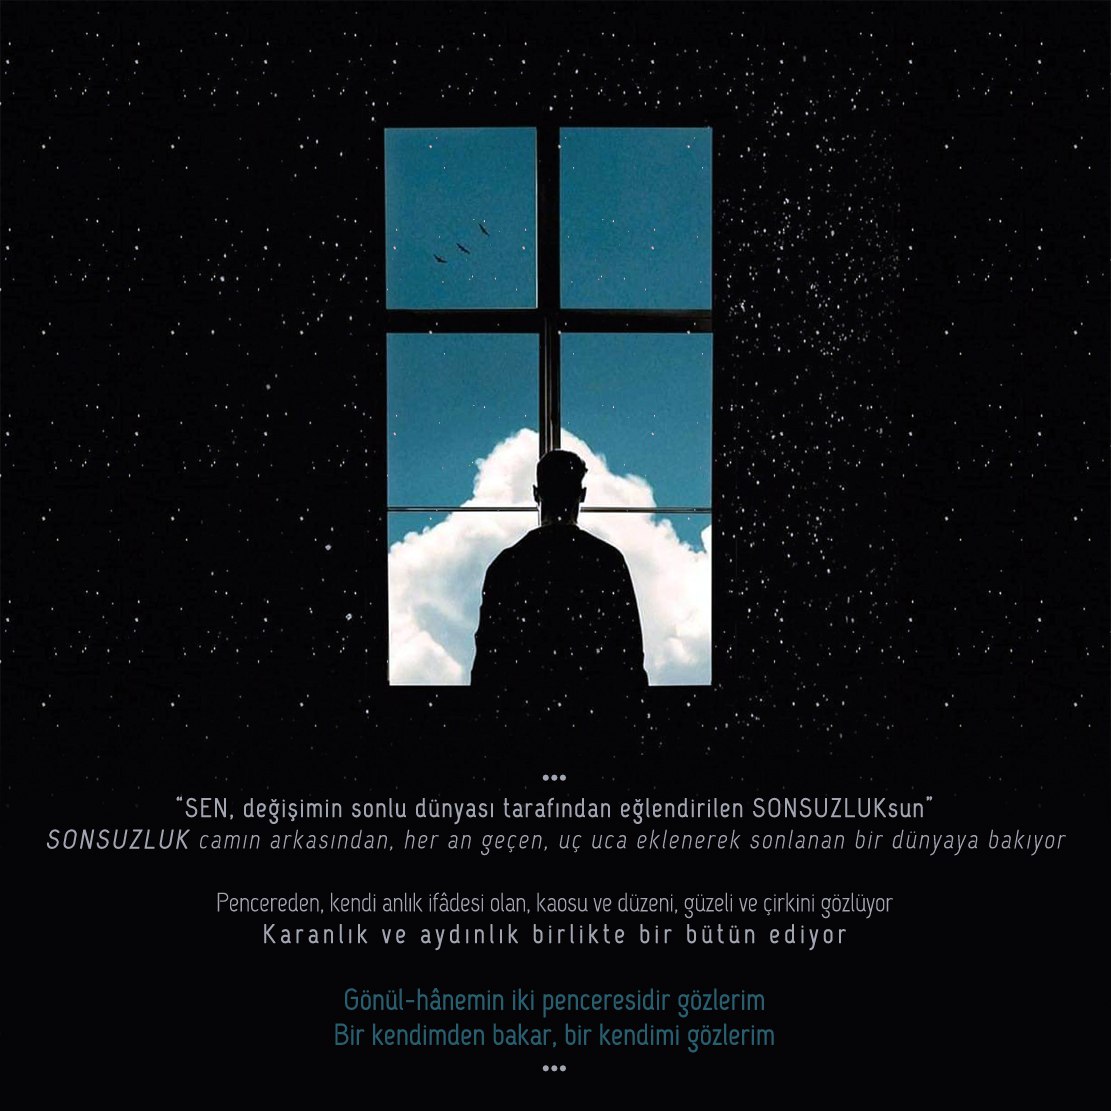 •••
“SEN, değişimin sonlu dünyası tarafından eğlendirilen SONSUZLUKsun”
SONSUZLUK camın arkasından, her an geçen, uç uca eklenerek sonlanan bir dünyaya bakıyor
Pencereden, kendi anlık ifâdesi olan, kaosu ve düzeni, güzeli ve çirkini gözlüyor
Karanlık ve aydınlık birlikte bir bütün ediyor
Gönül-hânemin iki penceresidir gözlerim
Bir kendimden bakar, bir kendimi gözlerim
•••